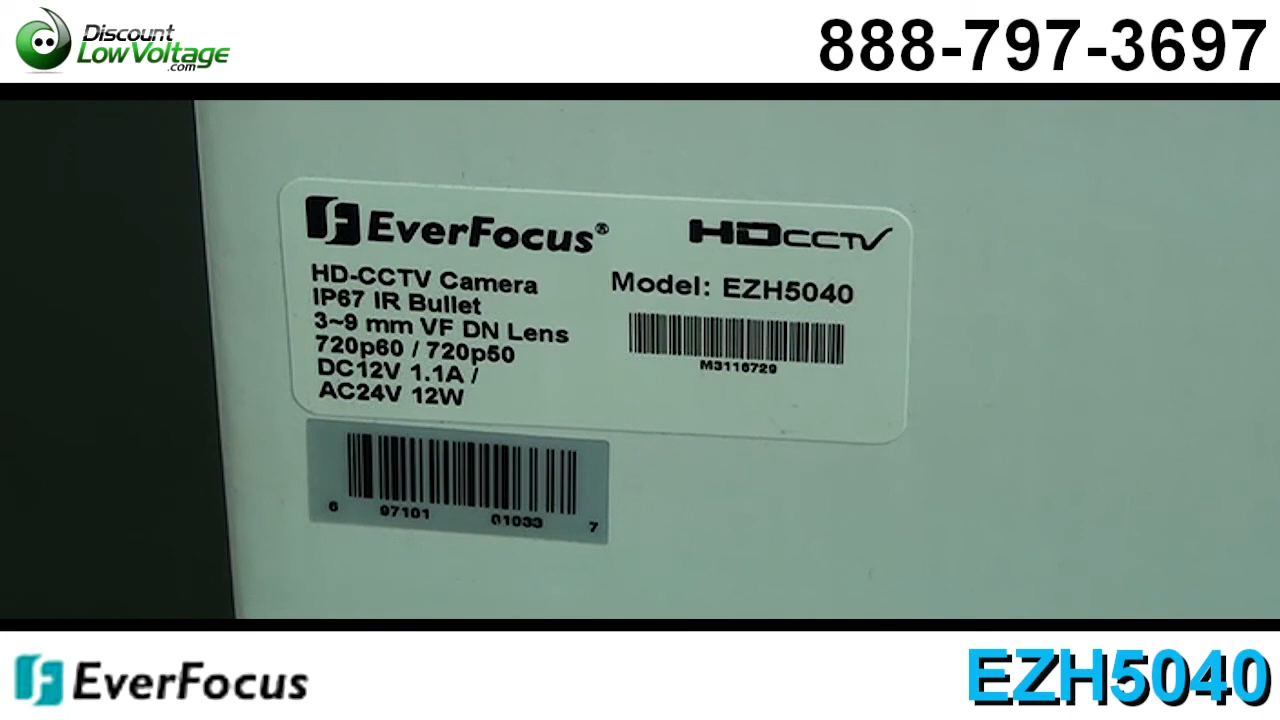 Discount
LowVoltage
.com
888-797-3697
EverFocus®
HDCCTV
HD-CCTV Camera
IP67 IR Bullet
3~9 mm VF DN Lens
720p60 / 720p50
DC12V 1.1A /
AC24V 12W
Model: EZH5040
M3116729
6 97101 01033 7
EverFocus
EZH5040